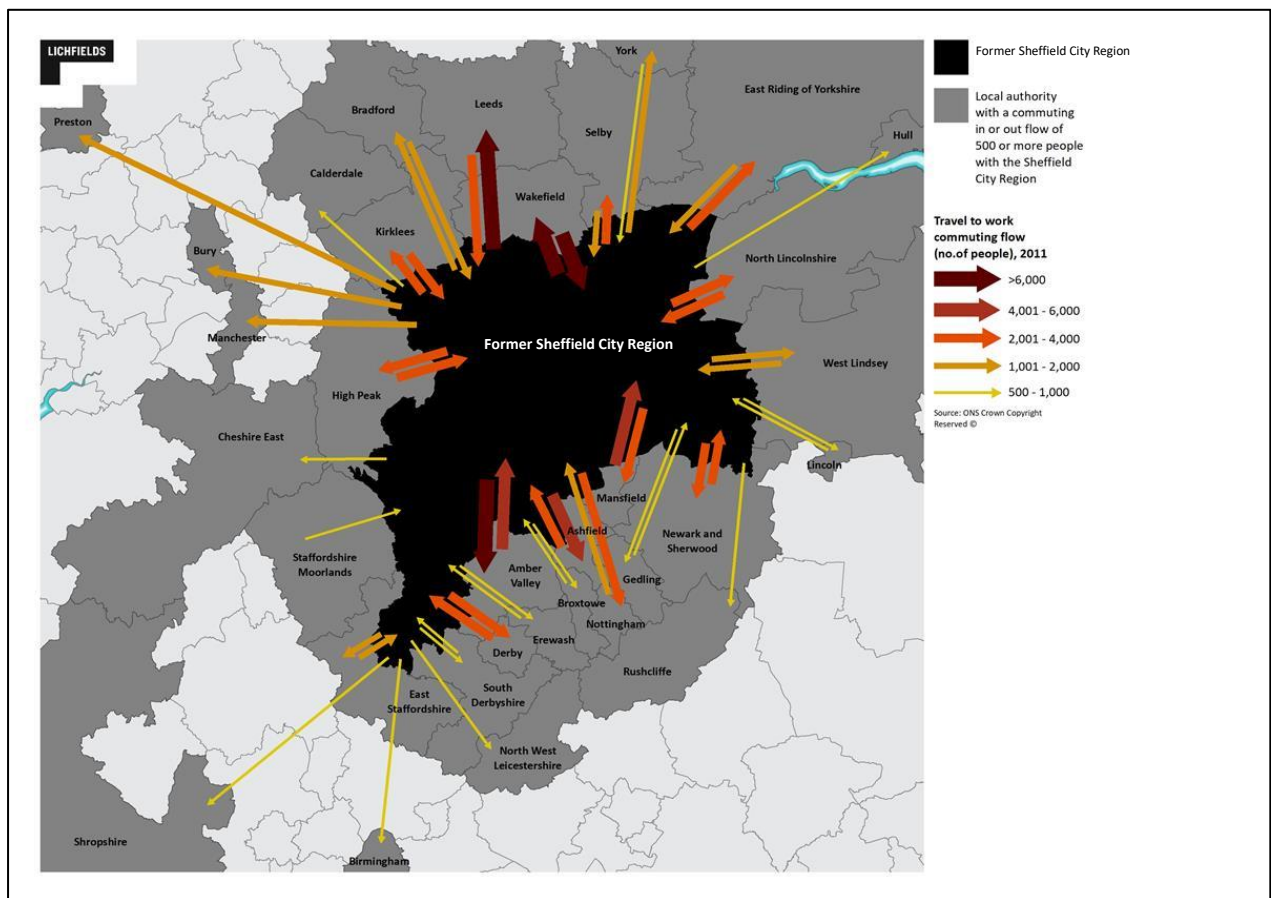 LICHFIELDS
York
Bradford
Leeds
East Riding of Yorkshire
Preston
Selby
Hull
Calderdale
Wakefield
Kirklees
Bury
North Lincolnshire
Manchester
Former Sheffield City Region
West Lindsey
High Peak
Cheshire East
Lincoln
Mansfield
Ashfield
Newark and
Sherwood
Staffordshire
Moorlands
Amber
Valley
Gedling
Broxtowe
Nottingham
Erewash
Derby
Rushcliffe
East
Staffordshire
South
Derbyshire
North West
Leicestershire
Shropshire
Birmingham
Former Sheffield City Region
Local authority
with a commuting
in or out flow of
500 or more people
with the Sheffield
City Region
Travel to work
commuting flow
(no.of people), 2011
>6,000
4,001 - 6,000
2,001 - 4,000
1,001 - 2,000
500 - 1,000
Source: ONS Crown Copyright
Reserved ©